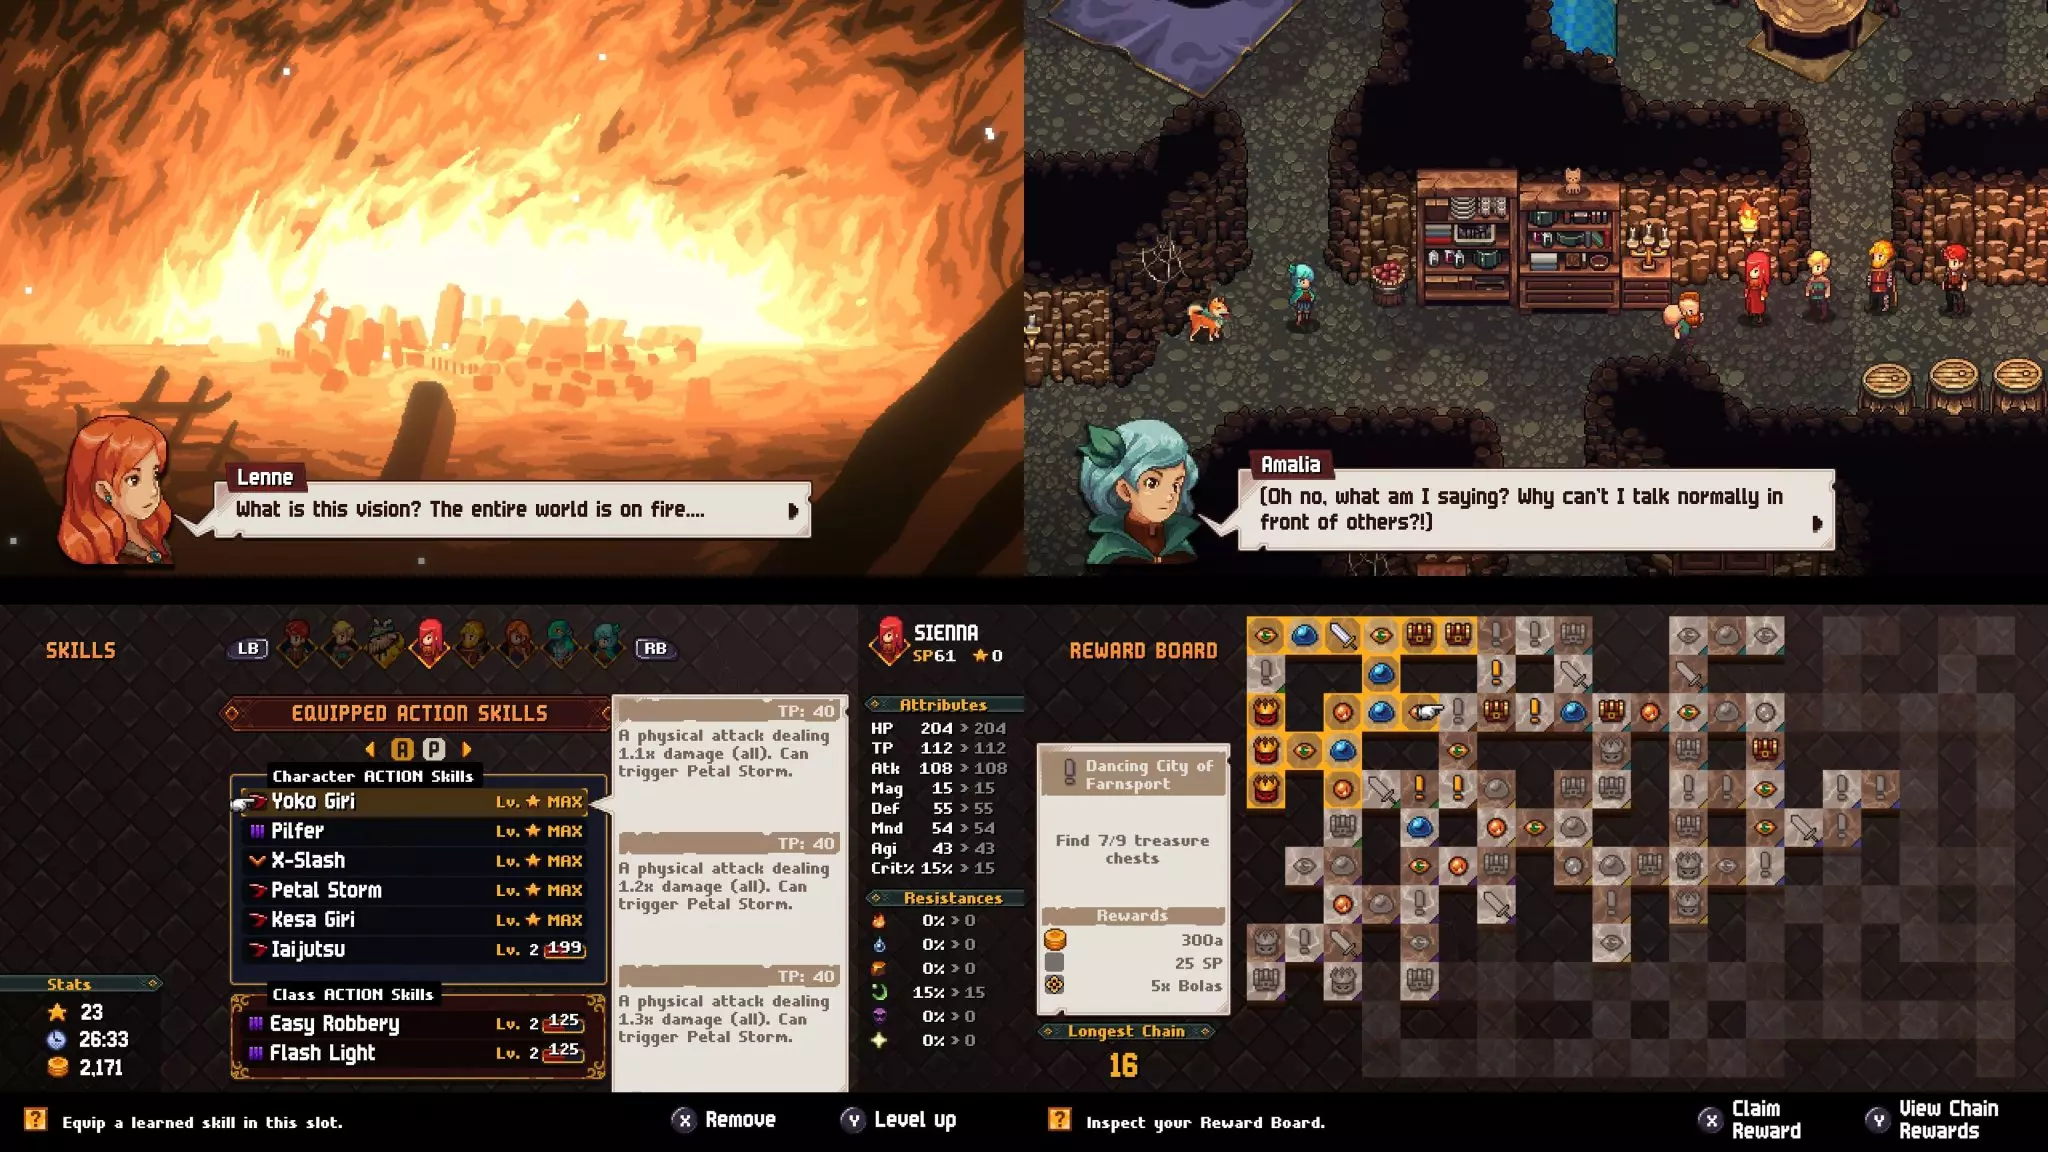 Lenne
What is this vision? The entire world is on fire....
Amalia
(Oh no, what am I saying? Why can't I talk normally in
front of others?!)
SKILLS
LB
RB
EQUIPPED ACTION SKILLS
A P
Character ACTION Skills
Yoko Giri Lv. MAX
Pilfer Lv. MAX
X-Slash Lv. MAX
Petal Storm Lv. MAX
Kesa Giri Lv. MAX
Iaijutsu Lv. 2 199
Class ACTION Skills
Easy Robbery Lv. 2 125
Flash Light Lv. 2 125
Stats
23
26:33
2,171
TP: 40
A physical attack dealing
1.1x damage (all). Can
trigger Petal Storm.
TP: 40
A physical attack dealing
1.2x damage (all). Can
trigger Petal Storm.
TP: 40
A physical attack dealing
1.3x damage (all). Can
trigger Petal Storm.
SIENNA
SP61 0
Attributes
HP 204 > 204
TP 112 > 112
Atk 108 > 108
Mag 15 > 15
Def 55 > 55
Mnd 54 > 54
Agi 43 > 43
Crit% 15% > 15
Resistances
0% > 0
0% > 0
0% > 0
15% > 15
0% > 0
0% > 0
? Equip a learned skill in this slot.
X Remove
Y Level up
REWARD BOARD
Dancing City of
Farnsport
Find 7/9 treasure
chests
Rewards
300a
25 SP
5x Bolas
Longest Chain
16
? Inspect your Reward Board.
X Claim
Reward
Y View Chain
Rewards